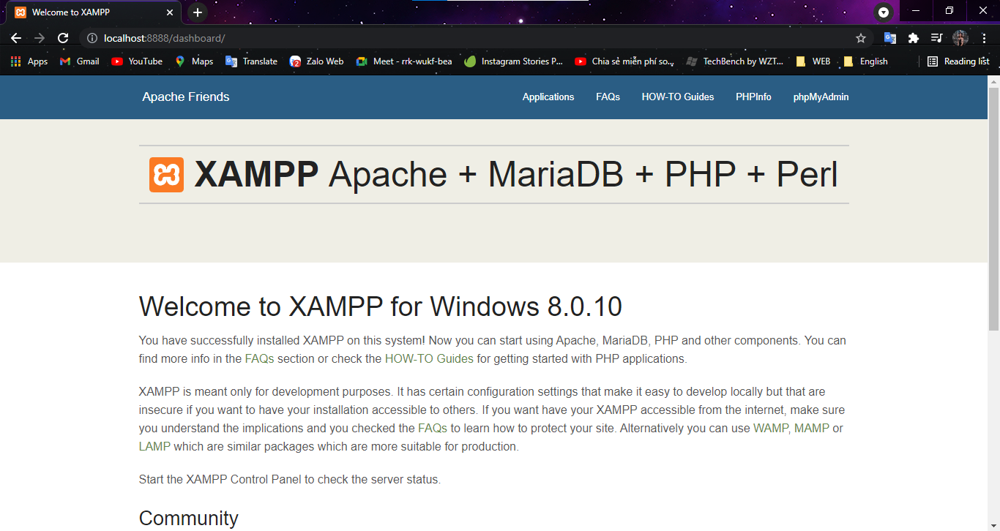 Welcome to XAMPP
localhost:8888/dashboard/
Apps Gmail YouTube Maps Translate Zalo Web Meet - rrk-wukf-bea Instagram Stories P... Chia sẻ miễn phí so... TechBench by WZT... WEB English Reading list
Apache Friends Applications FAQs HOW-TO Guides PHPInfo phpMyAdmin
XAMPP Apache + MariaDB + PHP + Perl
Welcome to XAMPP for Windows 8.0.10
You have successfully installed XAMPP on this system! Now you can start using Apache, MariaDB, PHP and other components. You can
find more info in the FAQs section or check the HOW-TO Guides for getting started with PHP applications.
XAMPP is meant only for development purposes. It has certain configuration settings that make it easy to develop locally but that are
insecure if you want to have your installation accessible to others. If you want have your XAMPP accessible from the internet, make sure
you understand the implications and you checked the FAQs to learn how to protect your site. Alternatively you can use WAMP, MAMP or
LAMP which are similar packages which are more suitable for production.
Start the XAMPP Control Panel to check the server status.
Community